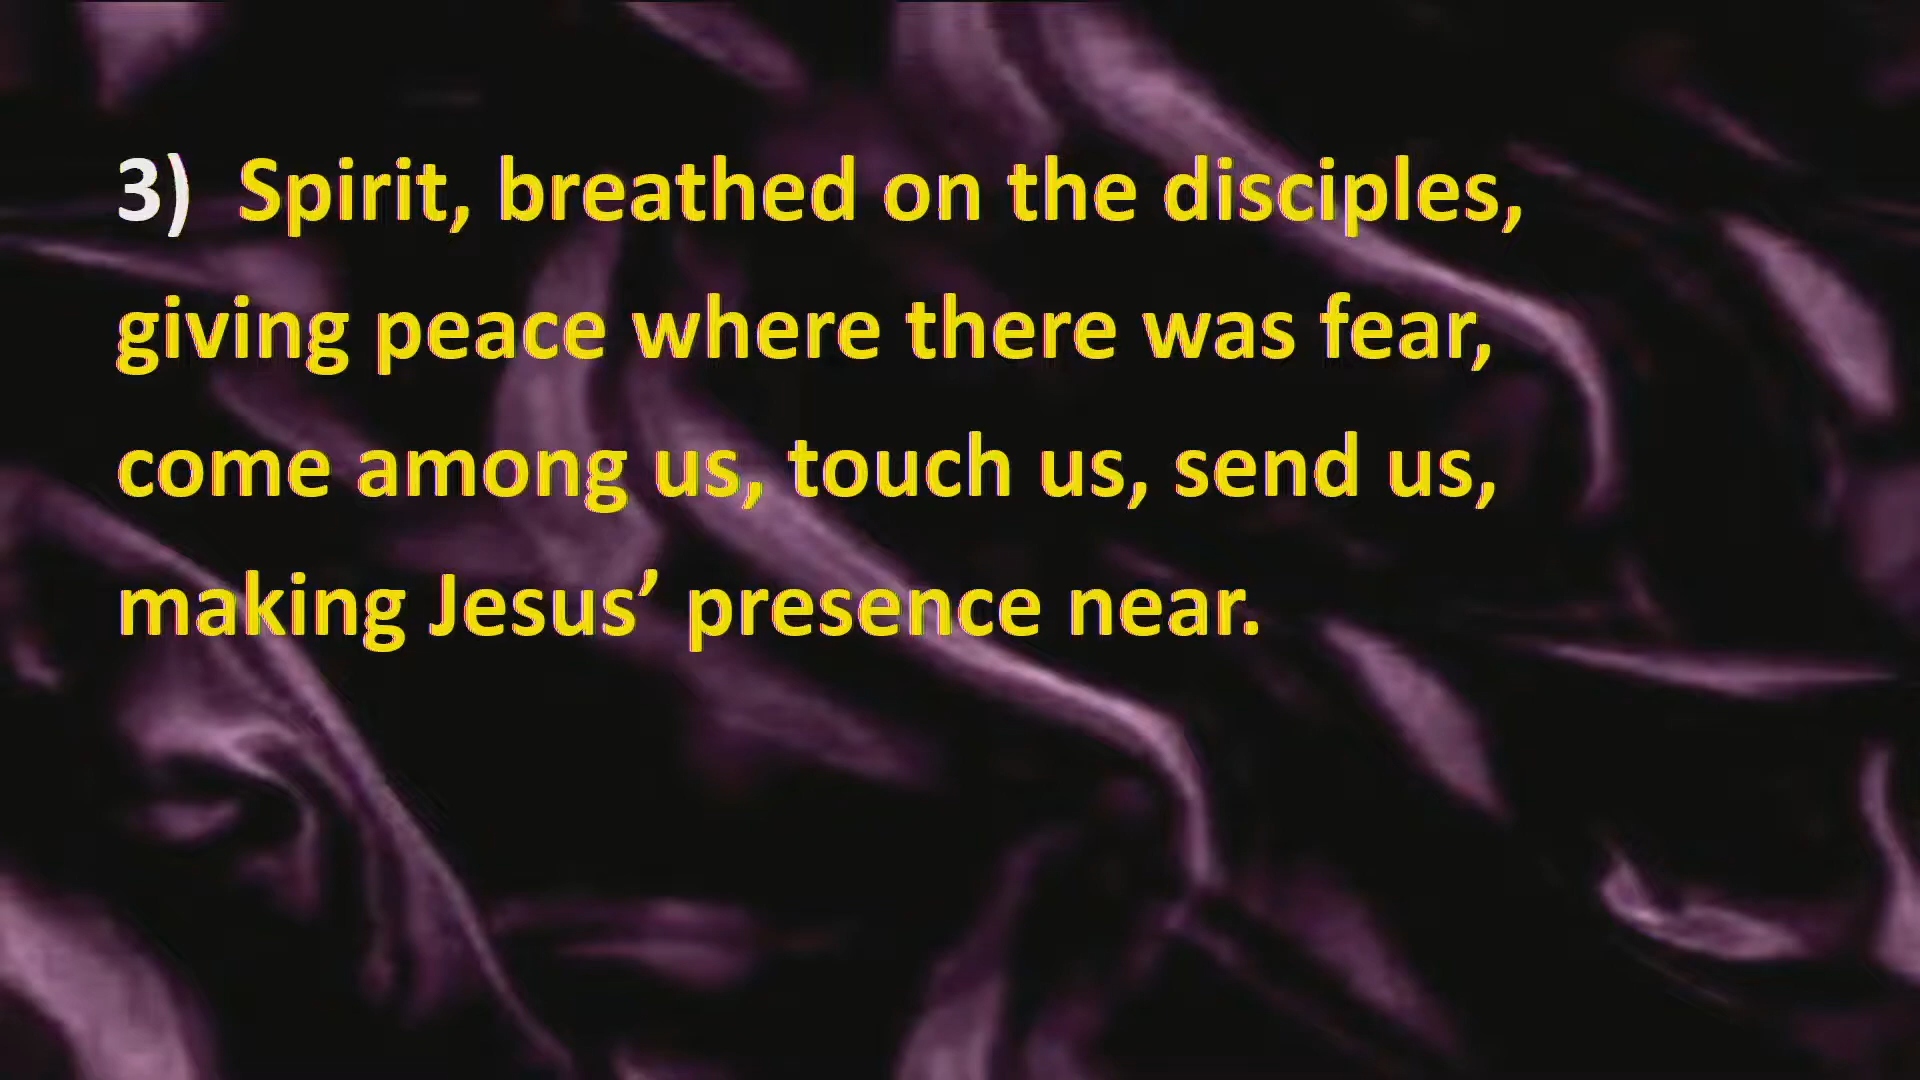 3) Spirit, breathed on the disciples,
giving peace where there was fear,
come among us, touch us, send us,
making Jesus’ presence near.